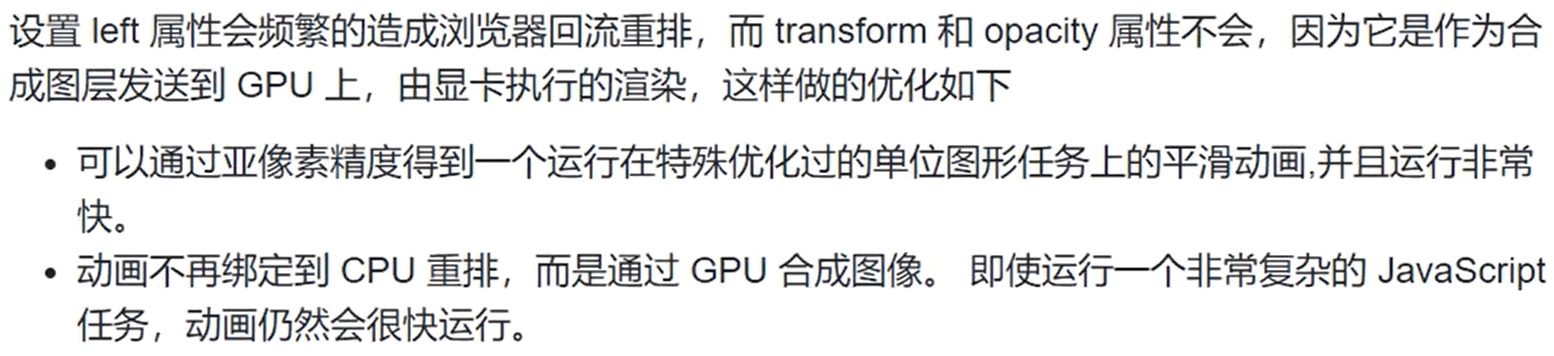 设置 left 属性会频繁的造成浏览器回流重排，而 transform 和 opacity 属性不会，因为它是作为合
成图层发送到 GPU 上，由显卡执行的渲染，这样做的优化如下
• 可以通过亚像素精度得到一个运行在特殊优化过的单位图形任务上的平滑动画,并且运行非常
快。
• 动画不再绑定到 CPU 重排，而是通过 GPU 合成图像。 即使运行一个非常复杂的 JavaScript
任务，动画仍然会很快运行。